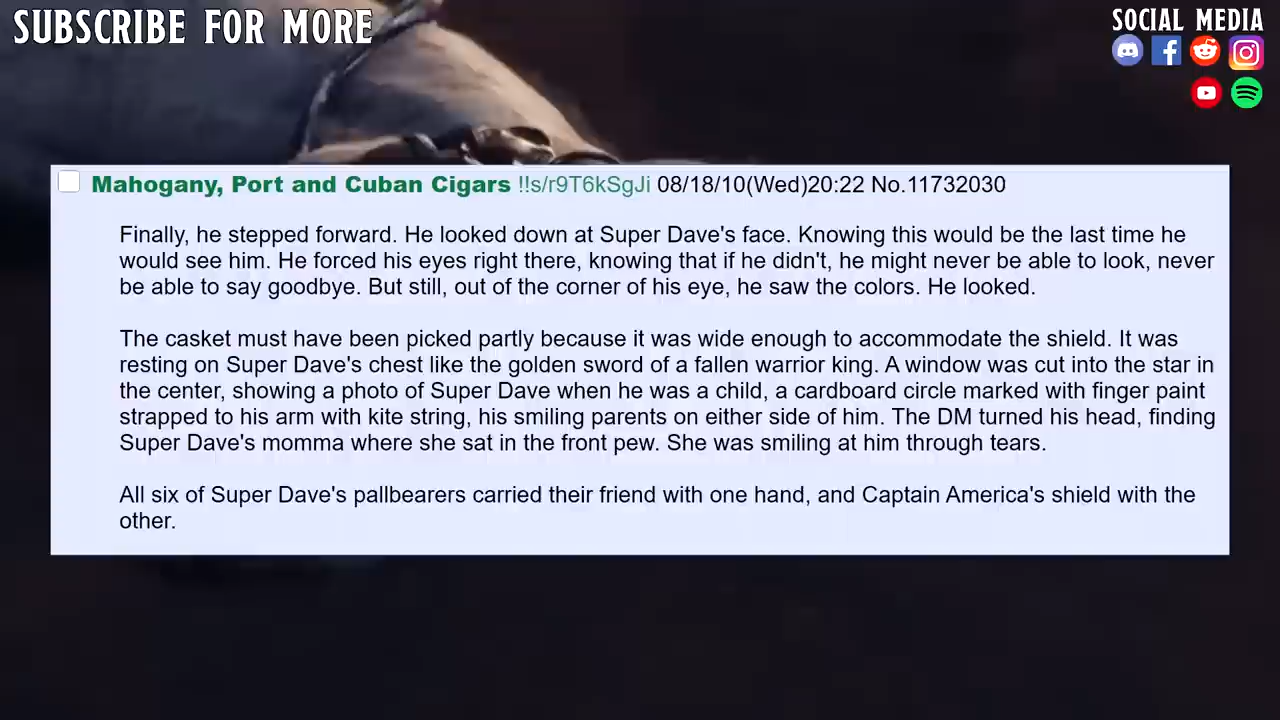 SUBSCRIBE FOR MORE
SOCIAL MEDIA
Mahogany, Port and Cuban Cigars !!s/r9T6kSgJi 08/18/10(Wed)20:22 No.11732030
Finally, he stepped forward. He looked down at Super Dave's face. Knowing this would be the last time he
would see him. He forced his eyes right there, knowing that if he didn't, he might never be able to look, never
be able to say goodbye. But still, out of the corner of his eye, he saw the colors. He looked.
The casket must have been picked partly because it was wide enough to accommodate the shield. It was
resting on Super Dave's chest like the golden sword of a fallen warrior king. A window was cut into the star in
the center, showing a photo of Super Dave when he was a child, a cardboard circle marked with finger paint
strapped to his arm with kite string, his smiling parents on either side of him. The DM turned his head, finding
Super Dave's momma where she sat in the front pew. She was smiling at him through tears.
All six of Super Dave's pallbearers carried their friend with one hand, and Captain America's shield with the
other.